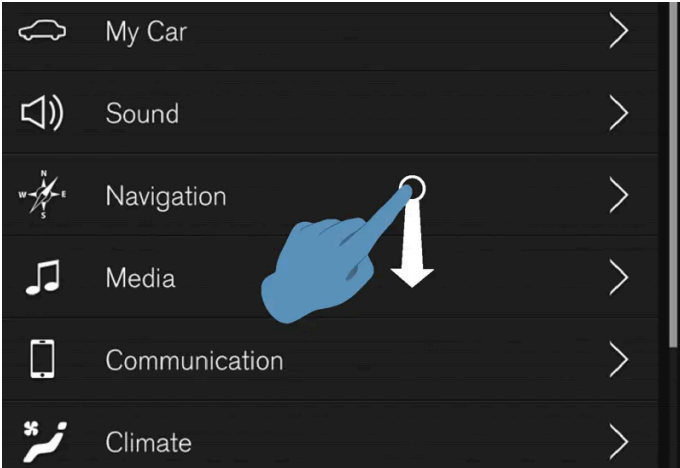 My Car
Sound
N
W E
S
Navigation
Media
Communication
Climate